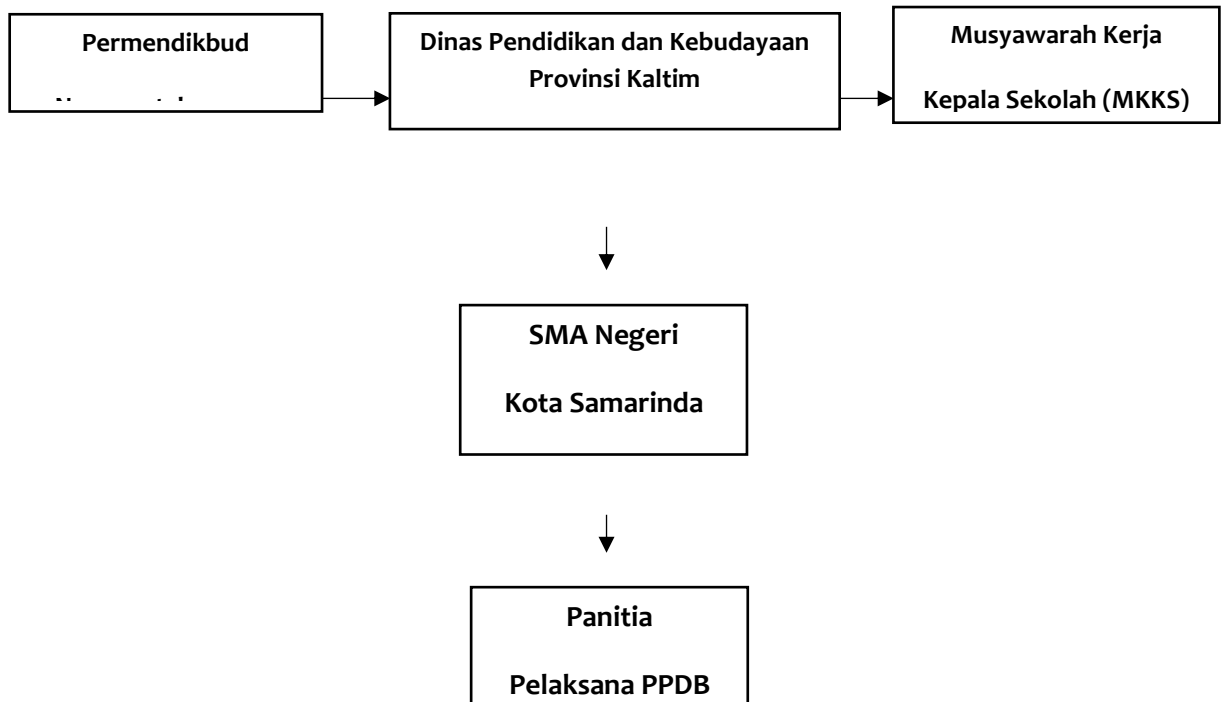 Permendikbud
Dinas Pendidikan dan Kebudayaan
Provinsi Kaltim
Musyawarah Kerja
Kepala Sekolah (MKKS)
SMA Negeri
Kota Samarinda
Panitia
Pelaksana PPDB